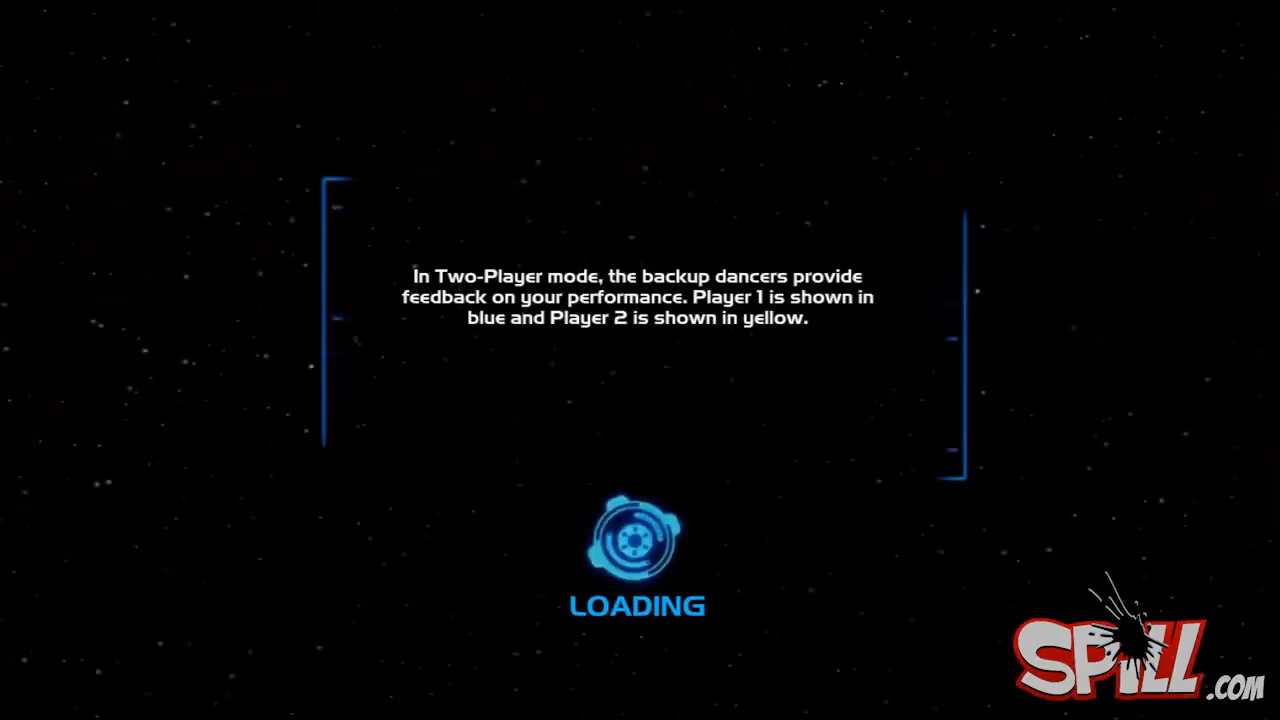 In Two-Player mode, the backup dancers provide
feedback on your performance. Player 1 is shown in
blue and Player 2 is shown in yellow.
LOADING
SPILL.COM